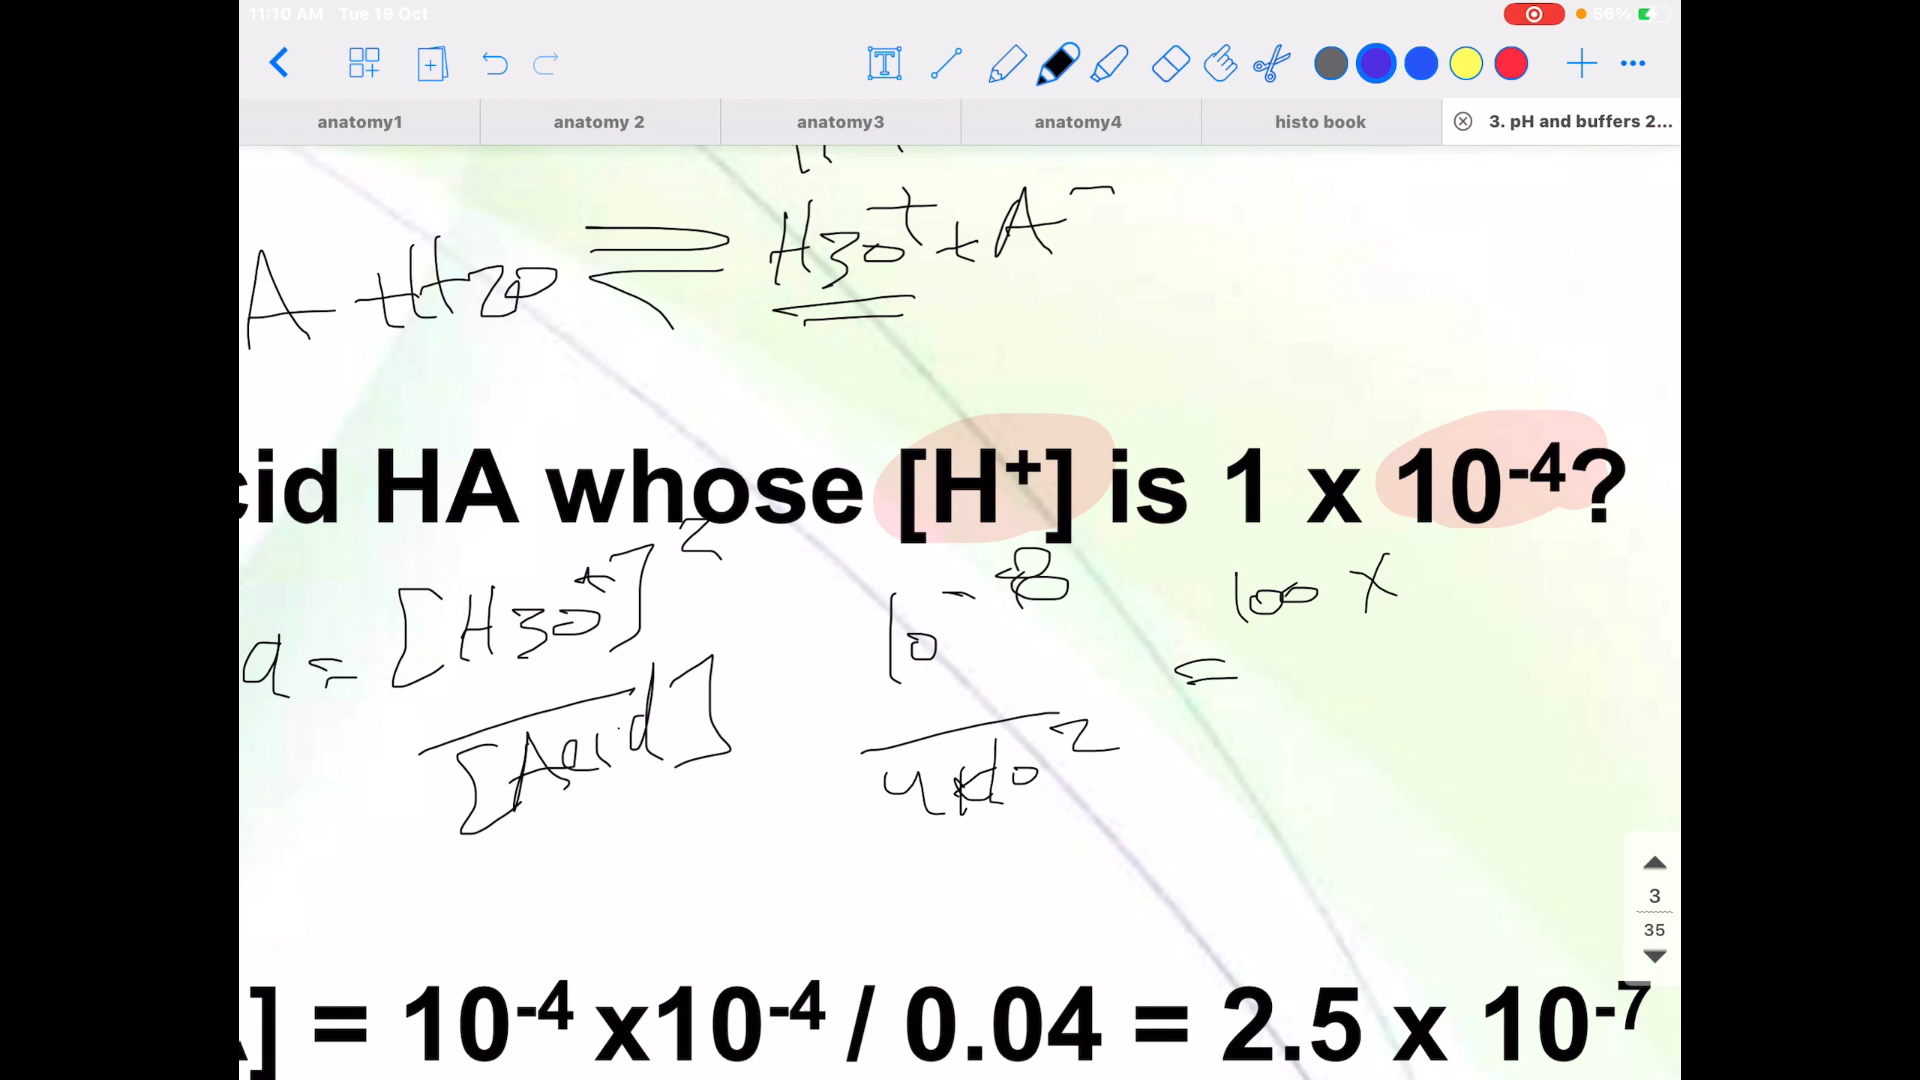 11:10 AM Tue 19 Oct 56%
T
anatomy1 anatomy 2 anatomy3 anatomy4 histo book 3. pH and buffers 2...
A + H2O ⇌ H3O+ + A-
cid HA whose [H+] is 1 x 10-4?
a = [H3O+]2 / [Acid] 10-8 / 4x10-2 = 100 x
3
35
] = 10-4 x10-4 / 0.04 = 2.5 x 10-7